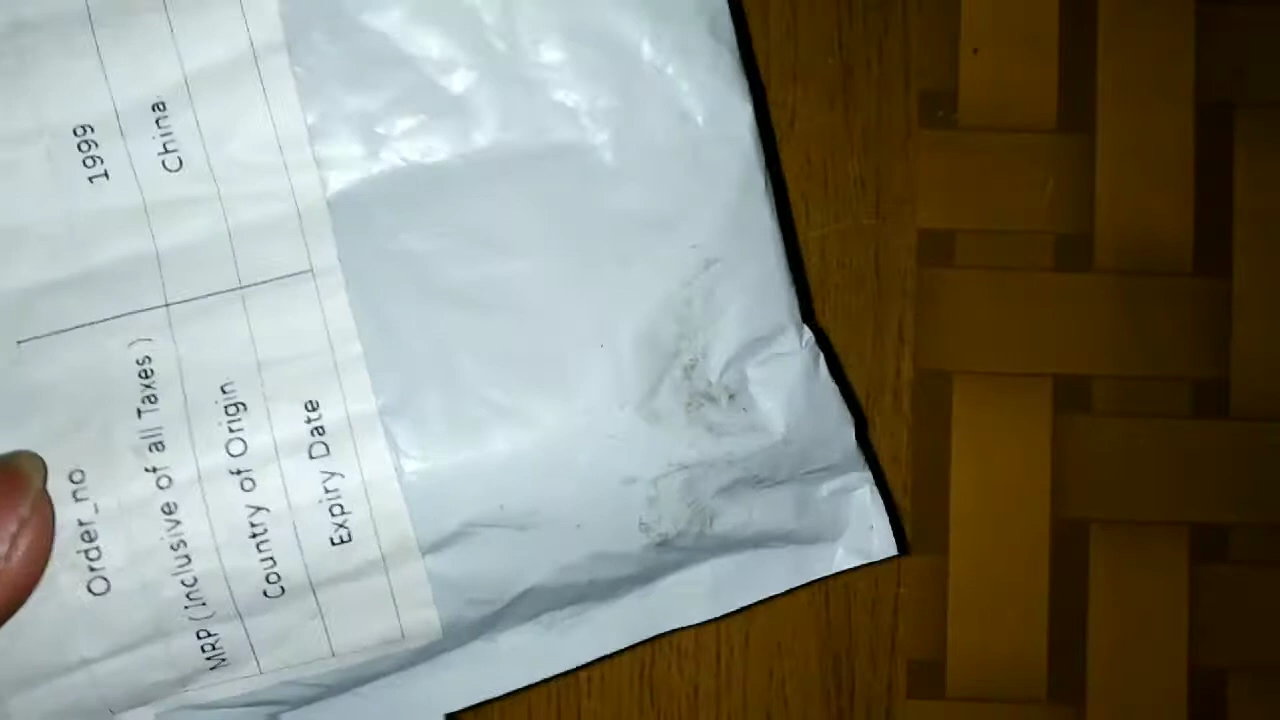 Order_no
MRP (Inclusive of all Taxes) 1999
Country of Origin China
Expiry Date